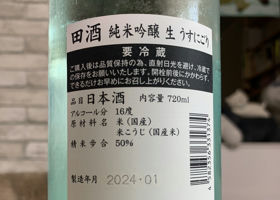 田酒 純米吟醸 生 うすにごり
要冷蔵
ご購入後は品質保持の為、直射日光を避け、冷蔵で
の保存をお願いいたします。開栓前後にかかわらず、
できるだけお早めにお召し上がりください。
品目 日本酒 内容量 720ml
アルコール分 16度
原材料名 米(国産)
米こうじ(国産米)
精米歩合 50%
製造年月 2024・01